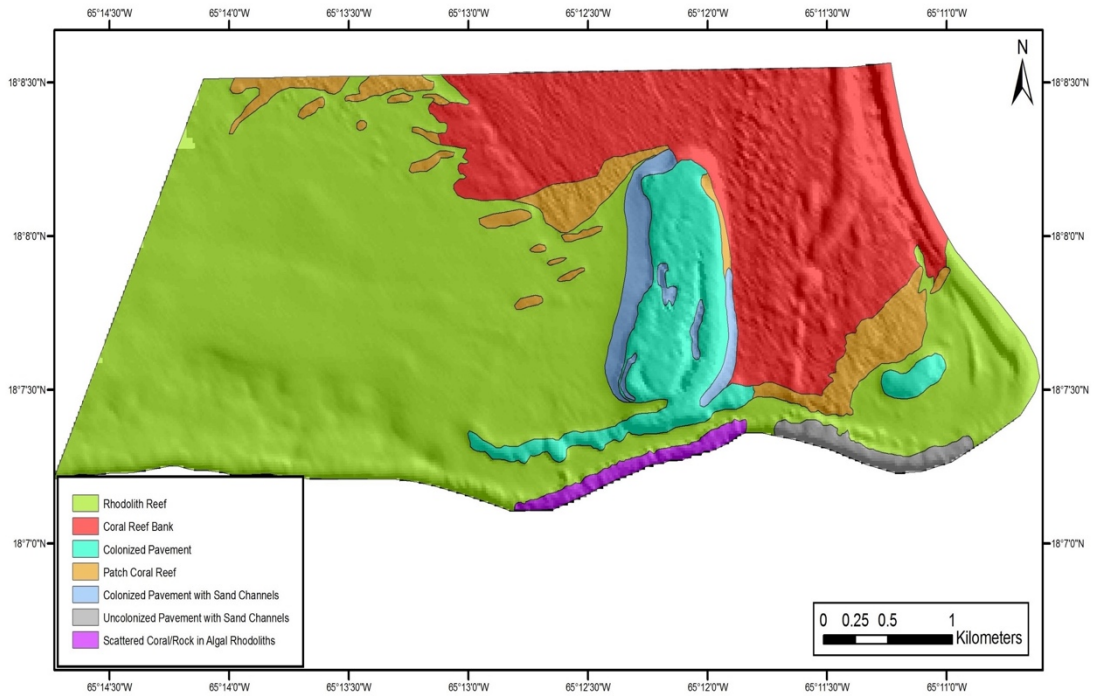 65°14'30"W 65°14'0"W 65°13'30"W 65°13'0"W 65°12'30"W 65°12'0"W 65°11'30"W 65°11'0"W
N
18°8'30"N 18°8'30"N
18°8'0"N 18°8'0"N
18°7'30"N 18°7'30"N
18°7'0"N 18°7'0"N
Rhodolith Reef
Coral Reef Bank
Colonized Pavement
Patch Coral Reef
Colonized Pavement with Sand Channels
Uncolonized Pavement with Sand Channels
Scattered Coral/Rock in Algal Rhodoliths
0 0.25 0.5 1
Kilometers
65°14'30"W 65°14'0"W 65°13'30"W 65°13'0"W 65°12'30"W 65°12'0"W 65°11'30"W 65°11'0"W